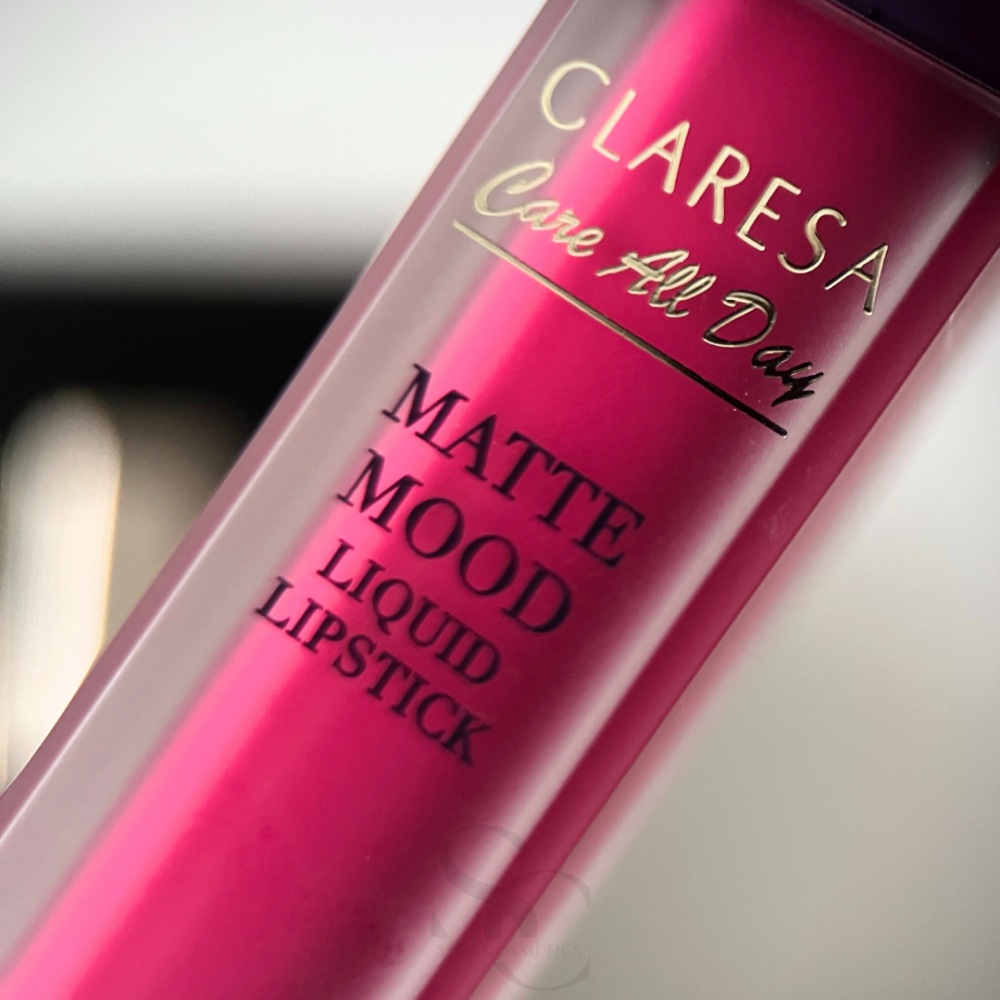 CLARESA
Care All Day
MATTE
MOOD
LIQUID
LIPSTICK